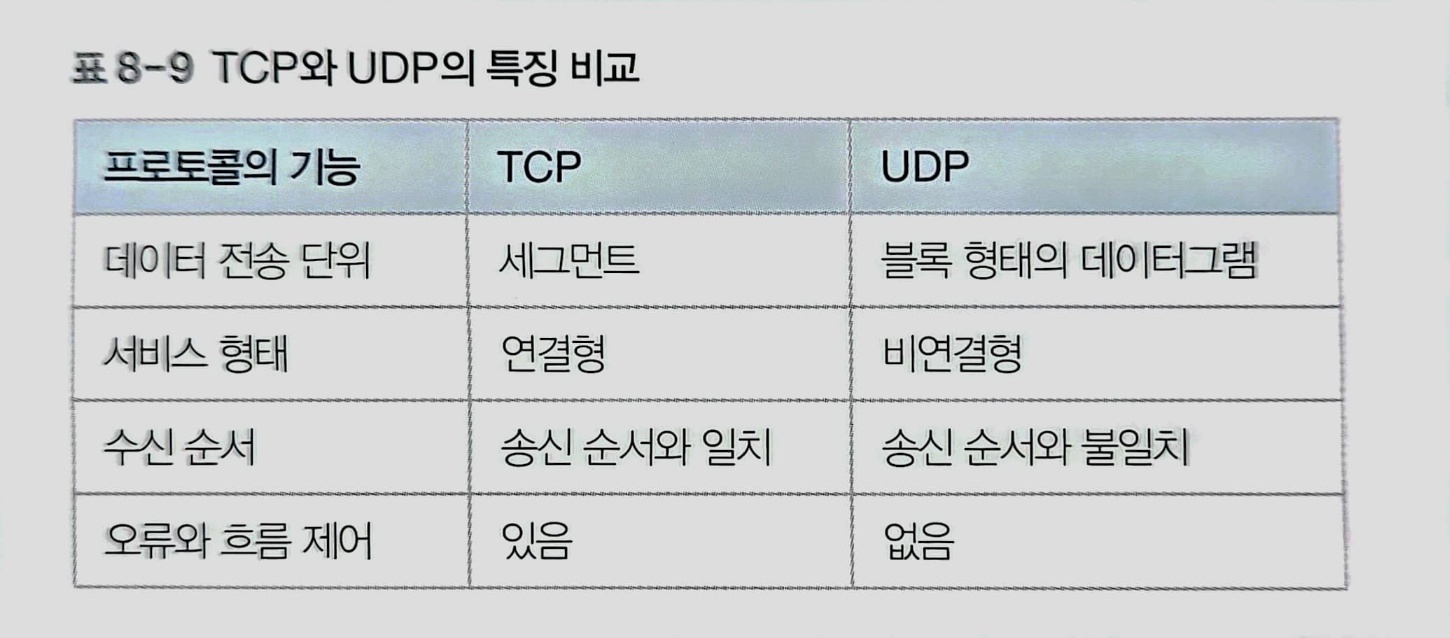 표 8-9 TCP와 UDP의 특징 비교
프로토콜의 기능 TCP UDP
데이터 전송 단위 세그먼트 블록 형태의 데이터그램
서비스 형태 연결형 비연결형
수신 순서 송신 순서와 일치 송신 순서와 불일치
오류와 흐름 제어 있음 없음